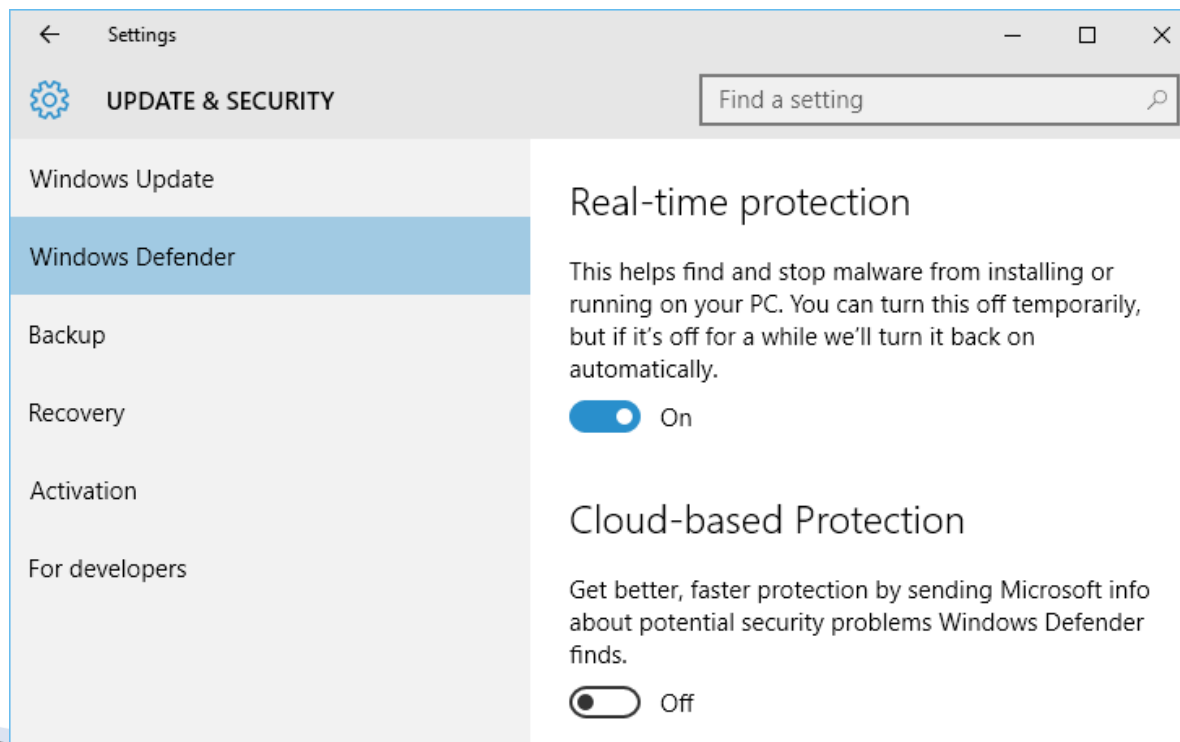 Settings
UPDATE & SECURITY
Find a setting
Windows Update
Windows Defender
Backup
Recovery
Activation
For developers
Real-time protection
This helps find and stop malware from installing or
running on your PC. You can turn this off temporarily,
but if it’s off for a while we’ll turn it back on
automatically.
On
Cloud-based Protection
Get better, faster protection by sending Microsoft info
about potential security problems Windows Defender
finds.
Off